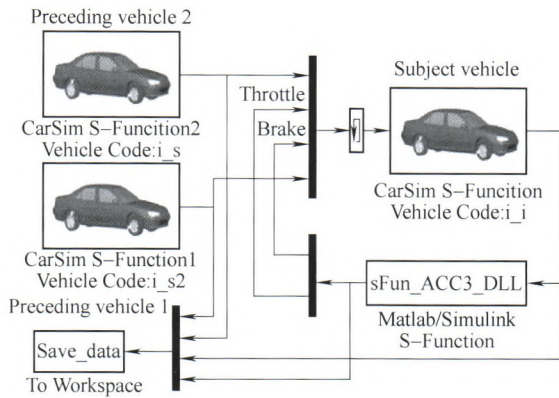 Preceding vehicle 2
CarSim S-Funcition2
Vehicle Code:i_s
CarSim S-Function1
Vehicle Code:i_s2
Preceding vehicle 1
Save_data
To Workspace
Throttle
Brake
Subject vehicle
CarSim S-Funcition
Vehicle Code:i_i
sFun_ACC3_DLL
Matlab/Simulink
S-Function